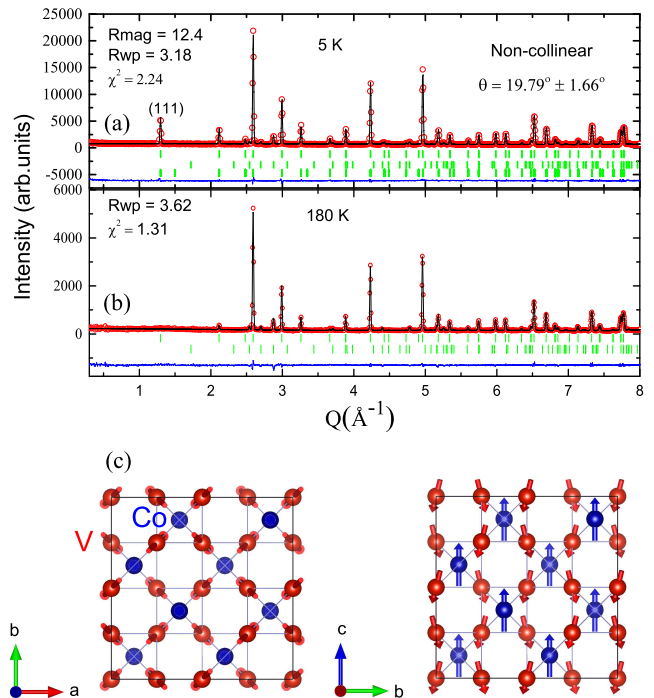 25000
20000
15000
10000
5000
0
-5000
Rmag = 12.4
Rwp = 3.18
χ² = 2.24
5 K
Non-collinear
θ = 19.79° ± 1.66°
(111)
(a)
Intensity (arb.units)
6000
4000
2000
0
Rwp = 3.62
χ² = 1.31
180 K
(b)
1 2 3 4 5 6 7 8
Q(Å⁻¹)
(c)
Co
V
b
a
c
b